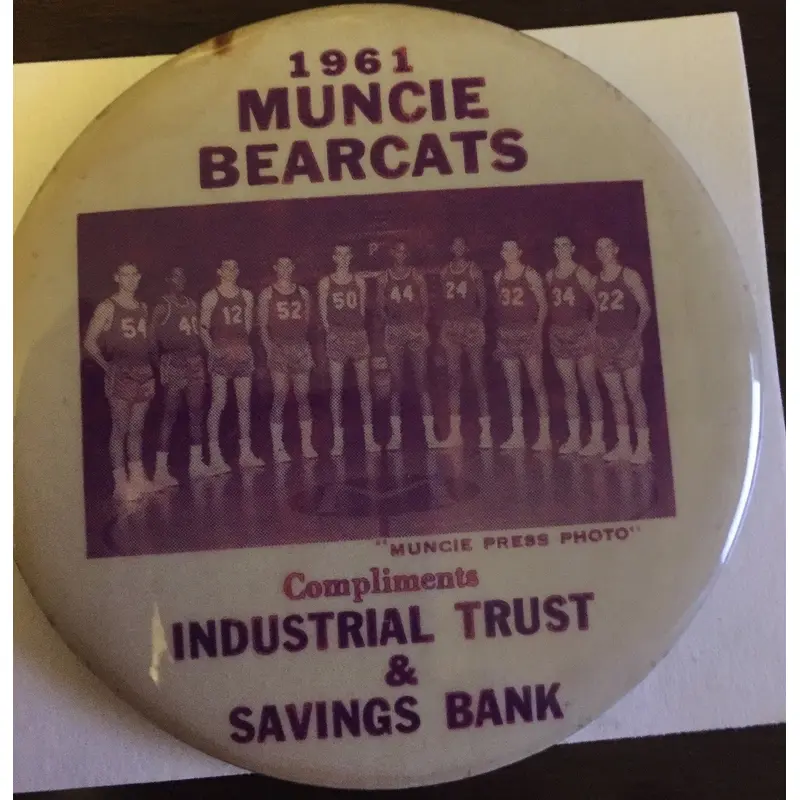 1961
MUNCIE
BEARCATS
54 40 12 52 50 44 24 32 34 22
"MUNCIE PRESS PHOTO"
Compliments
INDUSTRIAL TRUST
&
SAVINGS BANK